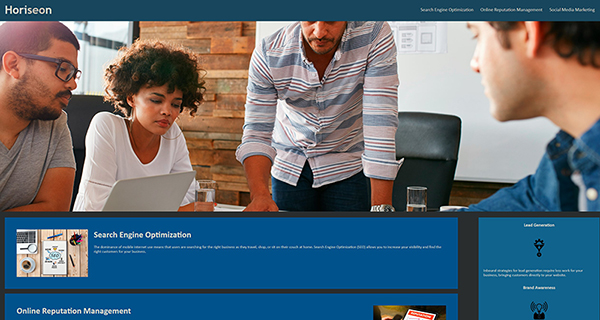 Horiseon
Search Engine Optimization Online Reputation Management Social Media Marketing
Search Engine Optimization
The dominance of mobile internet use means that users are searching for the right business as they travel, shop, or sit on their couch at home. Search Engine Optimization (SEO) allows you to increase your visibility and find the
right customers for your business.
Lead Generation
Inbound strategies for lead generation require less work for your
business, bringing customers directly to your website.
Brand Awareness
Online Reputation Management
SEO